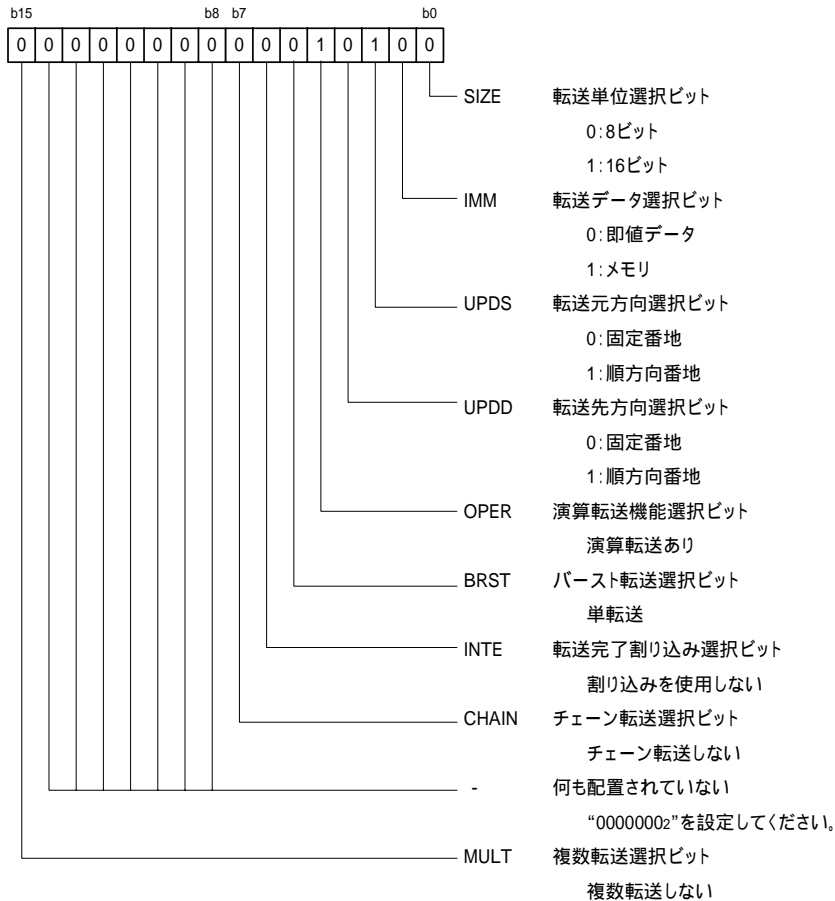 b15 b8 b7 b0
0 0 0 0 0 0 0 0 0 0 0 1 0 1 0 0
SIZE 転送単位選択ビット
0:8ビット
1:16ビット
IMM 転送データ選択ビット
0:即値データ
1:メモリ
UPDS 転送元方向選択ビット
0:固定番地
1:順方向番地
UPDD 転送先方向選択ビット
0:固定番地
1:順方向番地
OPER 演算転送機能選択ビット
演算転送あり
BRST バースト転送選択ビット
単転送
INTE 転送完了割り込み選択ビット
割り込みを使用しない
CHAIN チェーン転送選択ビット
チェーン転送しない
- 何も配置されていない
“0000000₂”を設定してください。
MULT 複数転送選択ビット
複数転送しない